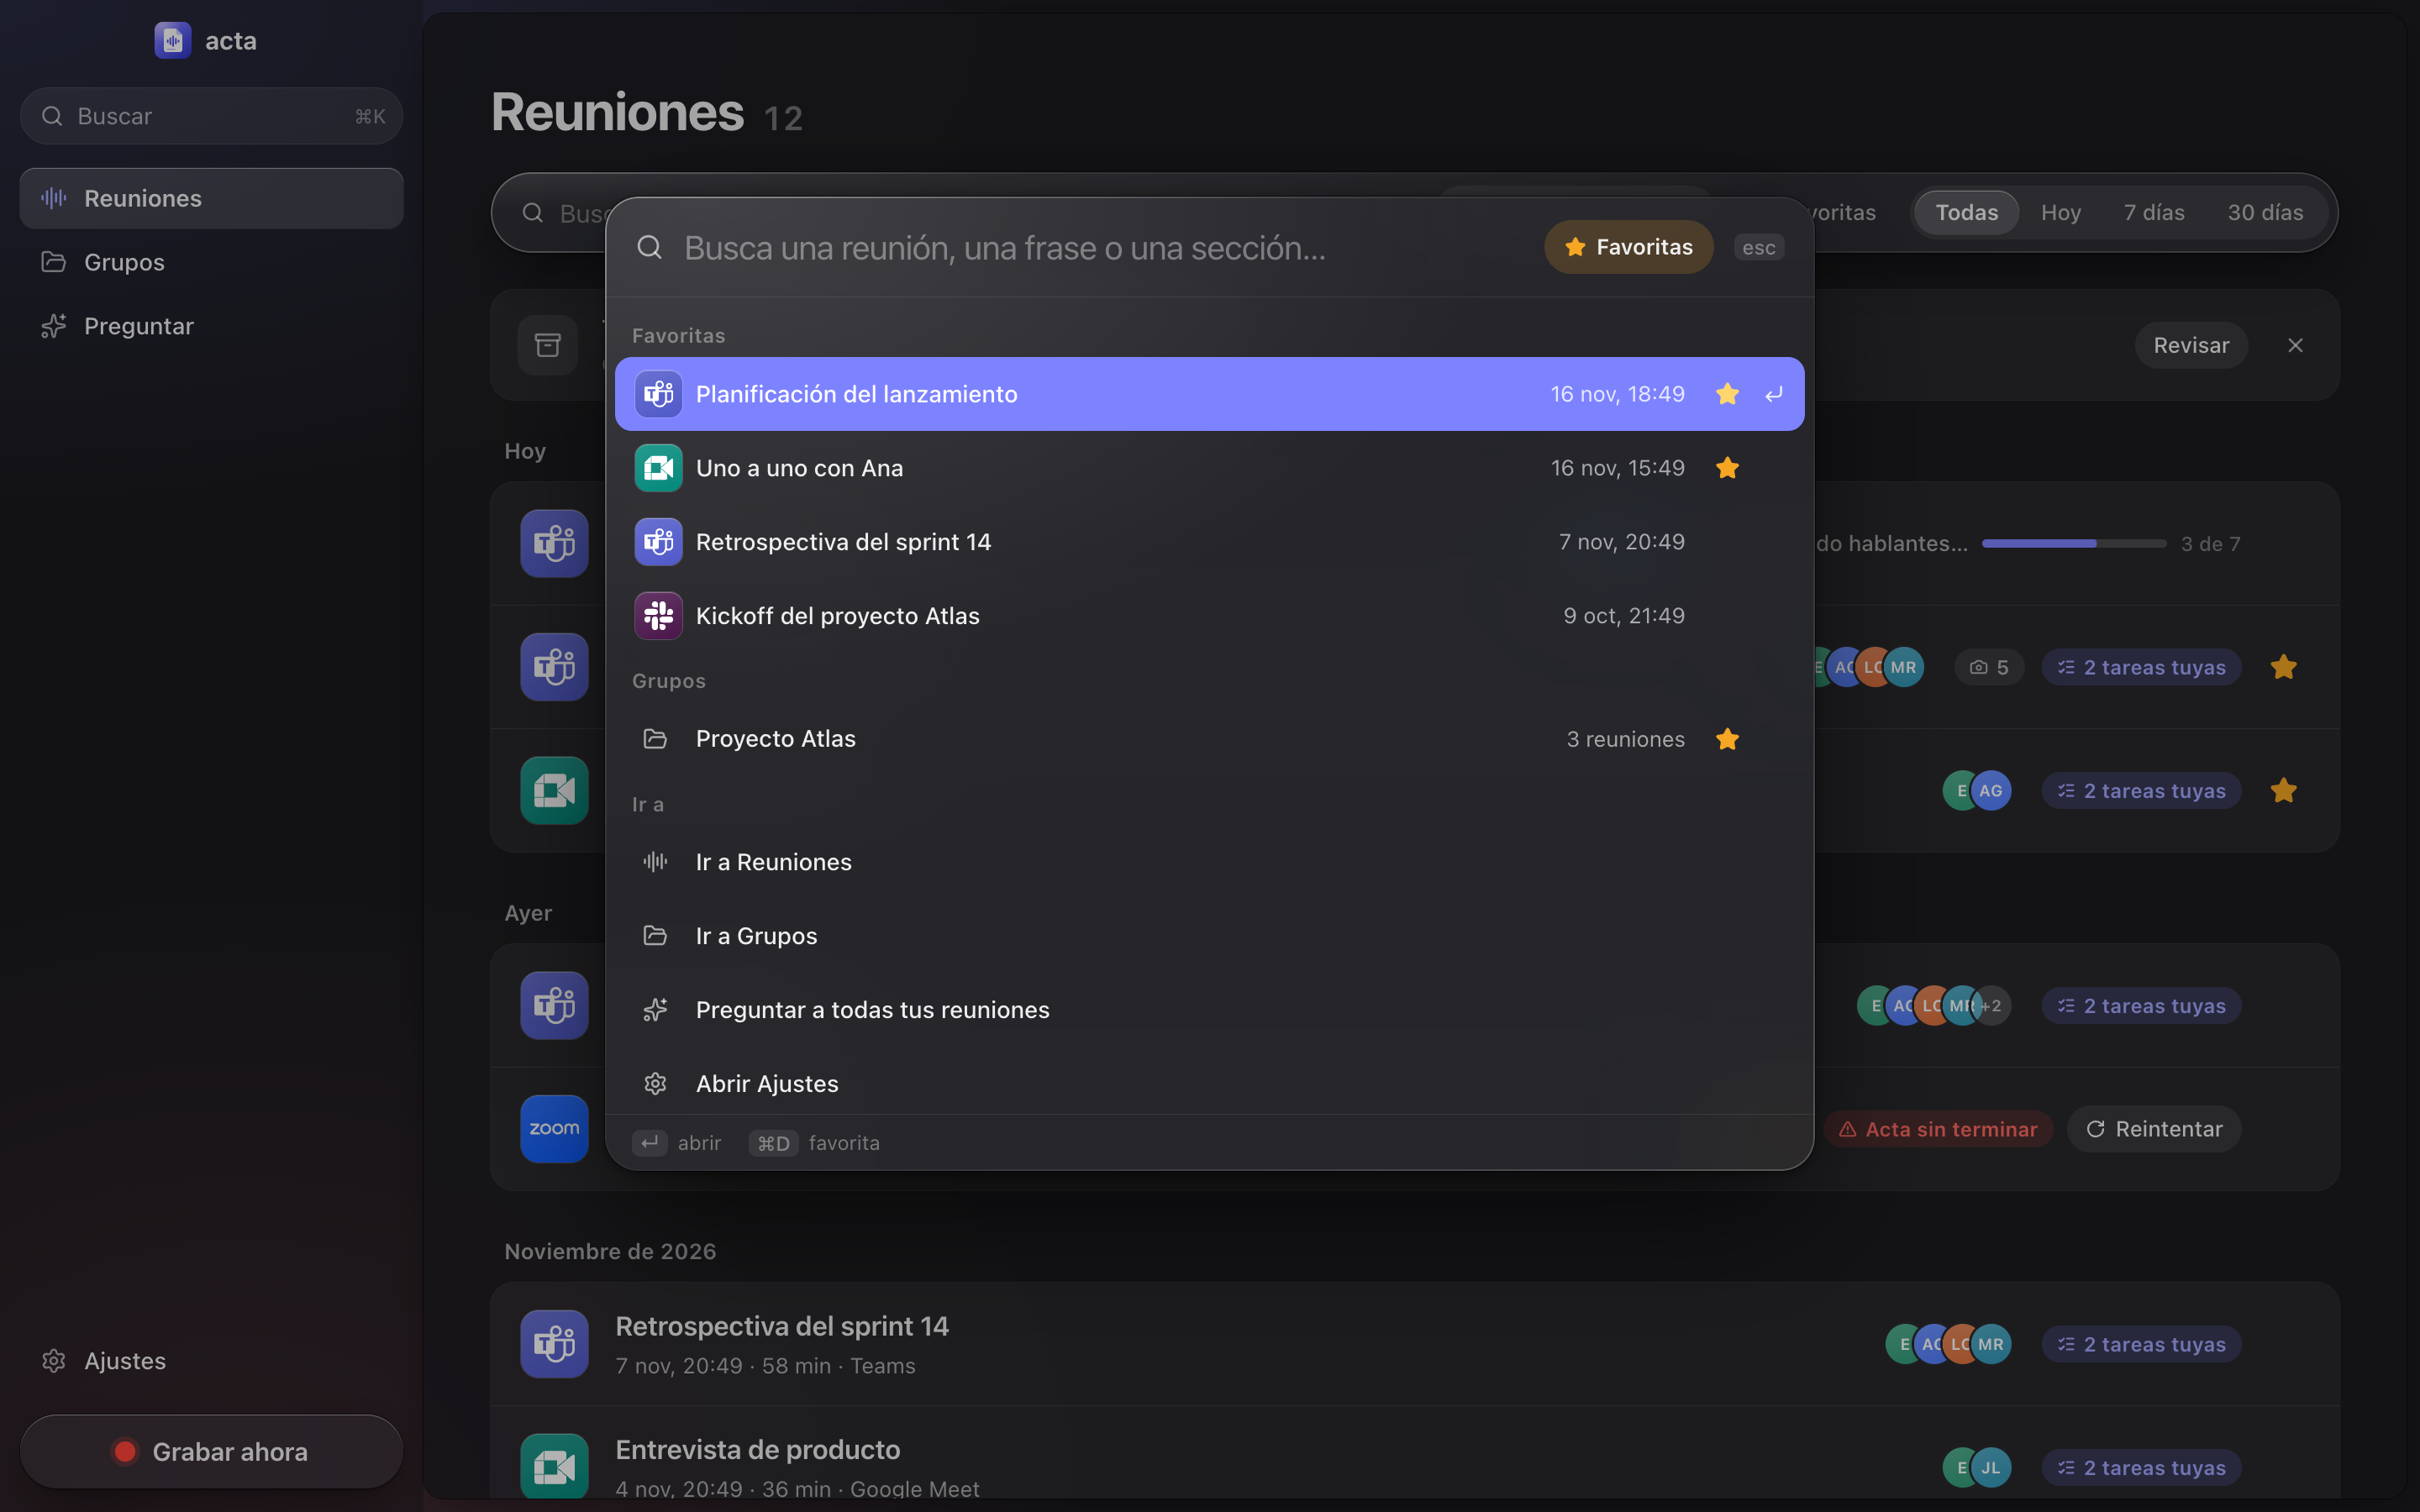 acta
Buscar ⌘K
Reuniones
Grupos
Preguntar
Ajustes
Grabar ahora
Reuniones 12
Todas Hoy 7 días 30 días
Busca una reunión, una frase o una sección... Favoritas esc
Favoritas
Planificación del lanzamiento 16 nov, 18:49
Uno a uno con Ana 16 nov, 15:49
Retrospectiva del sprint 14 7 nov, 20:49
Kickoff del proyecto Atlas 9 oct, 21:49
Grupos
Proyecto Atlas 3 reuniones
Ir a
Ir a Reuniones
Ir a Grupos
Preguntar a todas tus reuniones
Abrir Ajustes
abrir ⌘D favorita
Revisar
Hoy
hablantes... 3 de 7
MR 5 2 tareas tuyas
E AG 2 tareas tuyas
Ayer
E +2 2 tareas tuyas
zoom Acta sin terminar Reintentar
Noviembre de 2026
Retrospectiva del sprint 14
7 nov, 20:49 · 58 min · Teams
E MR 2 tareas tuyas
Entrevista de producto
4 nov, 20:49 · 36 min · Google Meet
E JL 2 tareas tuyas